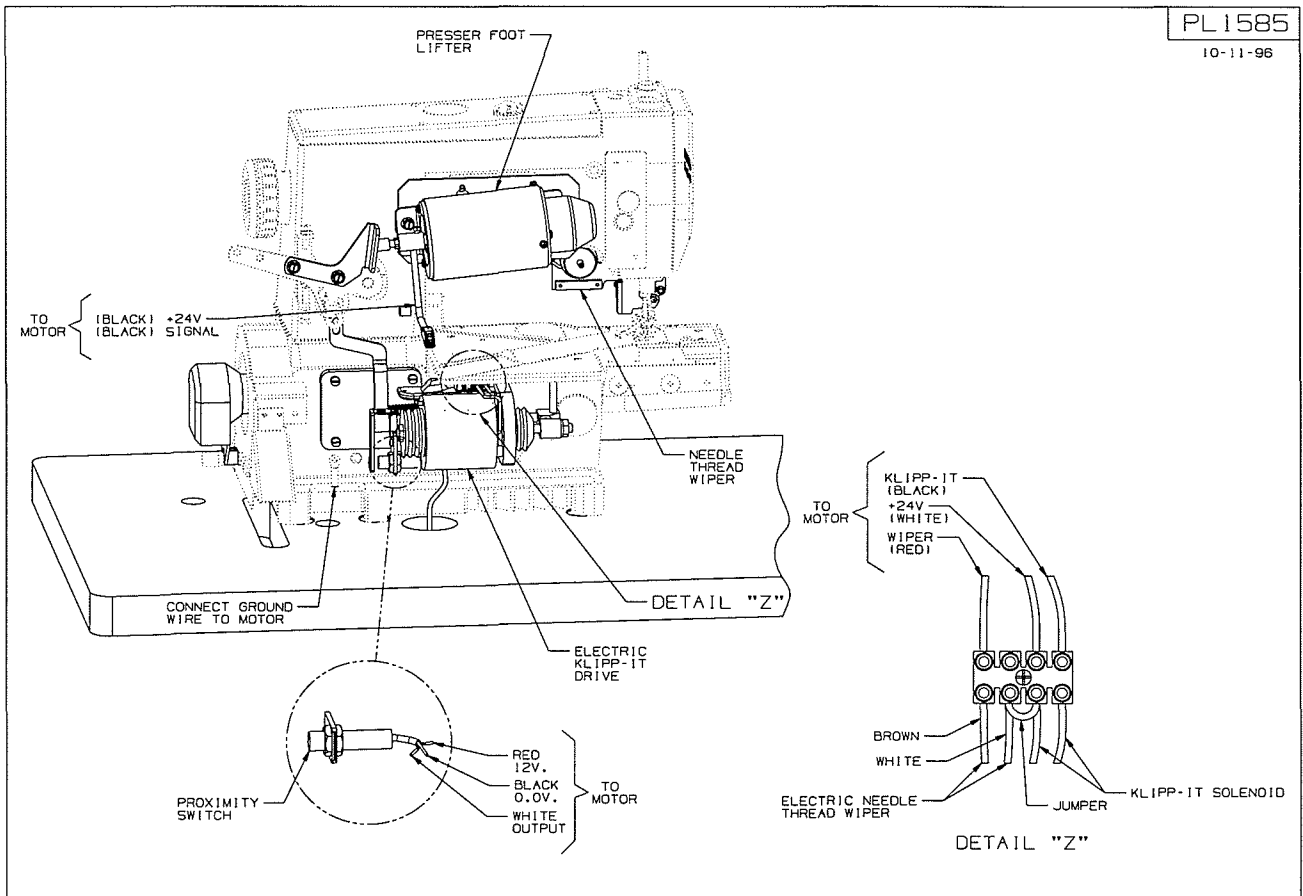 PL1585
10-11-96
PRESSER FOOT
LIFTER
TO
MOTOR
(BLACK) +24V
(BLACK) SIGNAL
NEEDLE
THREAD
WIPER
CONNECT GROUND
WIRE TO MOTOR
DETAIL "Z"
ELECTRIC
KLIPP-IT
DRIVE
PROXIMITY
SWITCH
RED
12V.
BLACK
0.0V.
WHITE
OUTPUT
TO
MOTOR
TO
MOTOR
KLIPP-IT
(BLACK)
+24V
(WHITE)
WIPER
(RED)
BROWN
WHITE
ELECTRIC NEEDLE
THREAD WIPER
JUMPER
KLIPP-IT SOLENOID
DETAIL "Z"